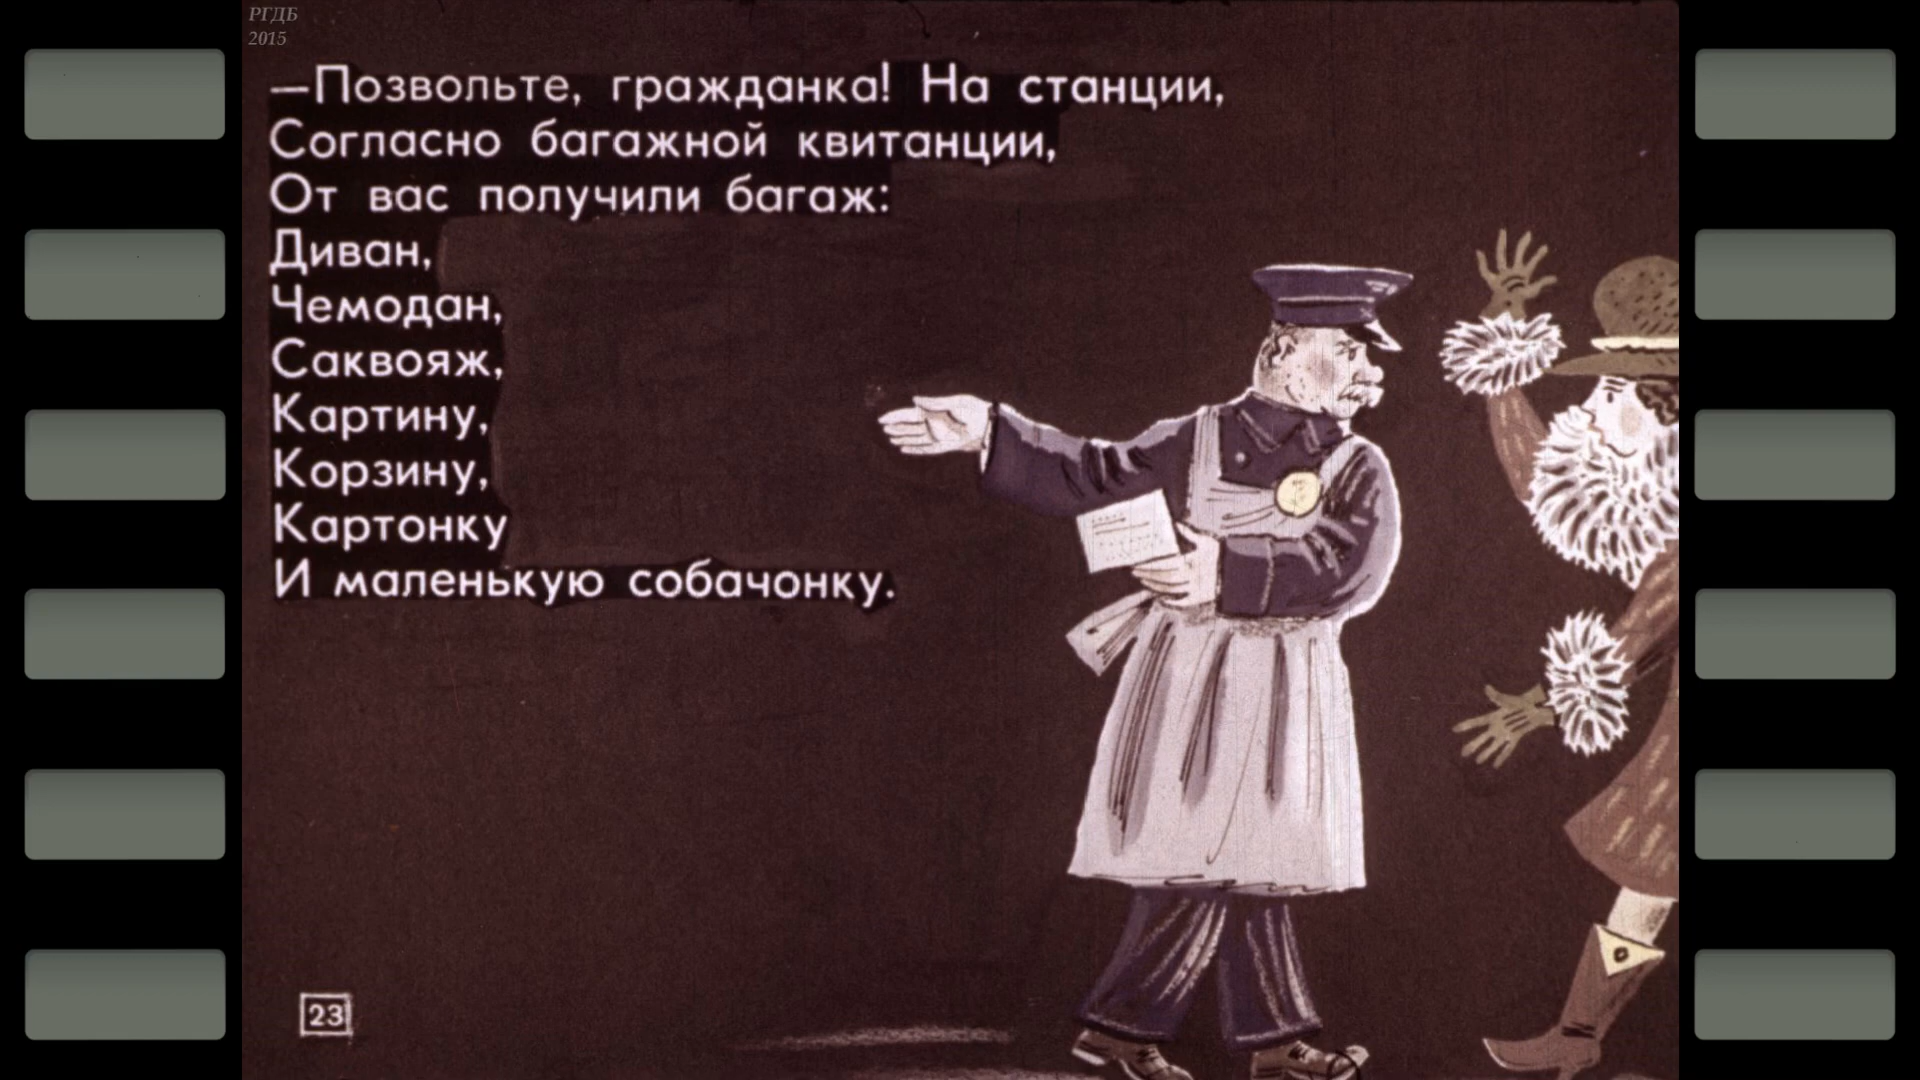 РГДБ
2015
—Позвольте, гражданка! На станции,
Согласно багажной квитанции,
От вас получили багаж:
Диван,
Чемодан,
Саквояж,
Картину,
Корзину,
Картонку
И маленькую собачонку.
23